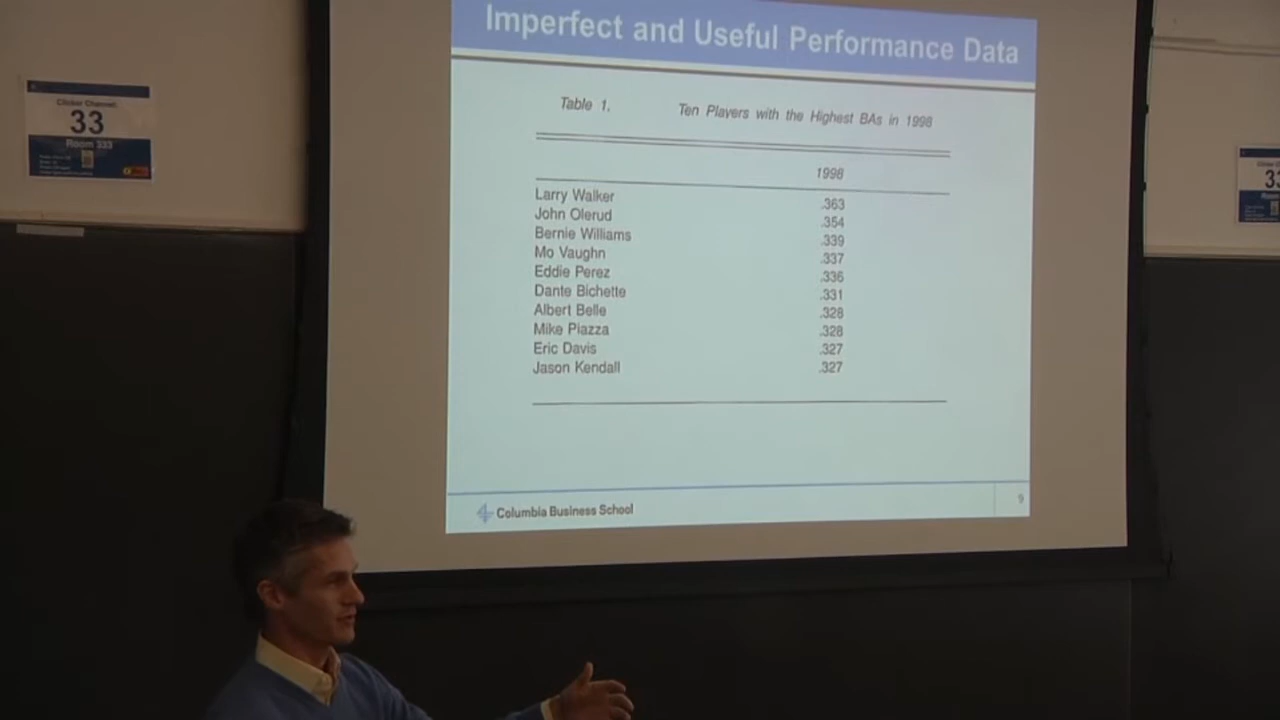 Imperfect and Useful Performance Data
Clicker Channel:
33
Room 333
Table 1. Ten Players with the Highest BAs in 1998
1998
Larry Walker .363
John Olerud .354
Bernie Williams .339
Mo Vaughn .337
Eddie Perez .336
Dante Bichette .331
Albert Belle .328
Mike Piazza .328
Eric Davis .327
Jason Kendall .327
Columbia Business School
9